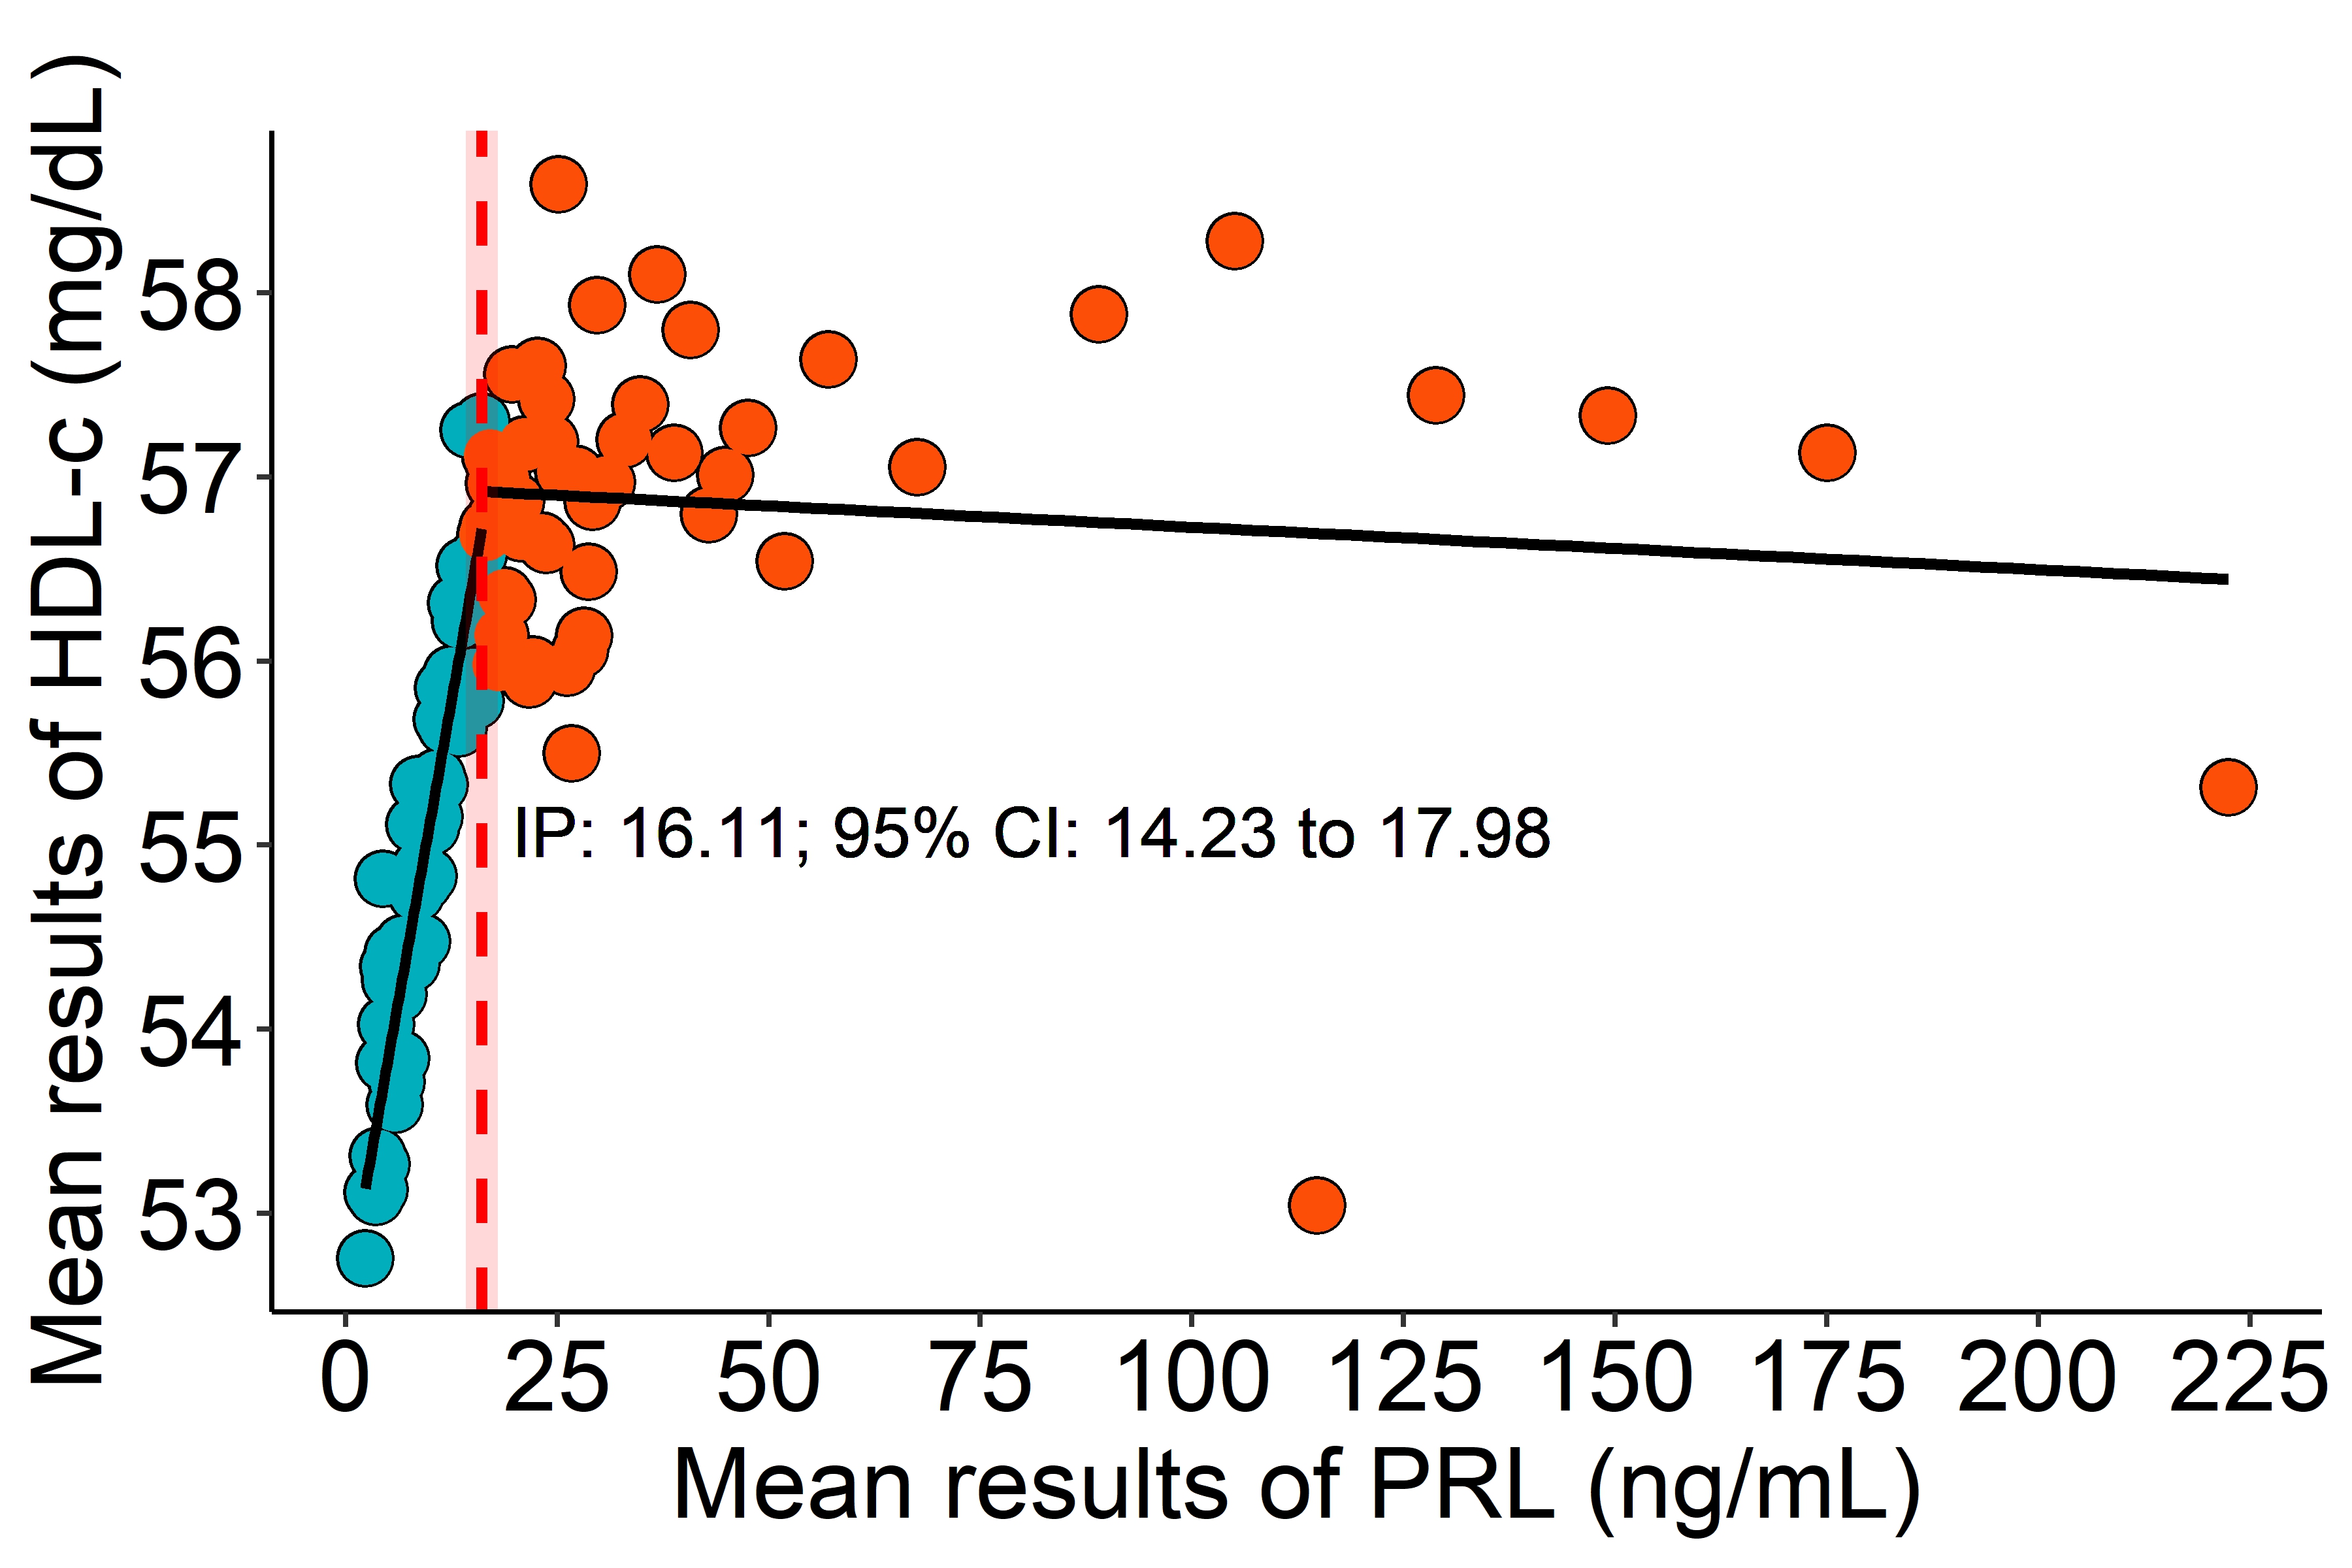 Mean results of HDL-c (mg/dL)
58
57
56
55
54
53
IP: 16.11; 95% CI: 14.23 to 17.98
0 25 50 75 100 125 150 175 200 225
Mean results of PRL (ng/mL)